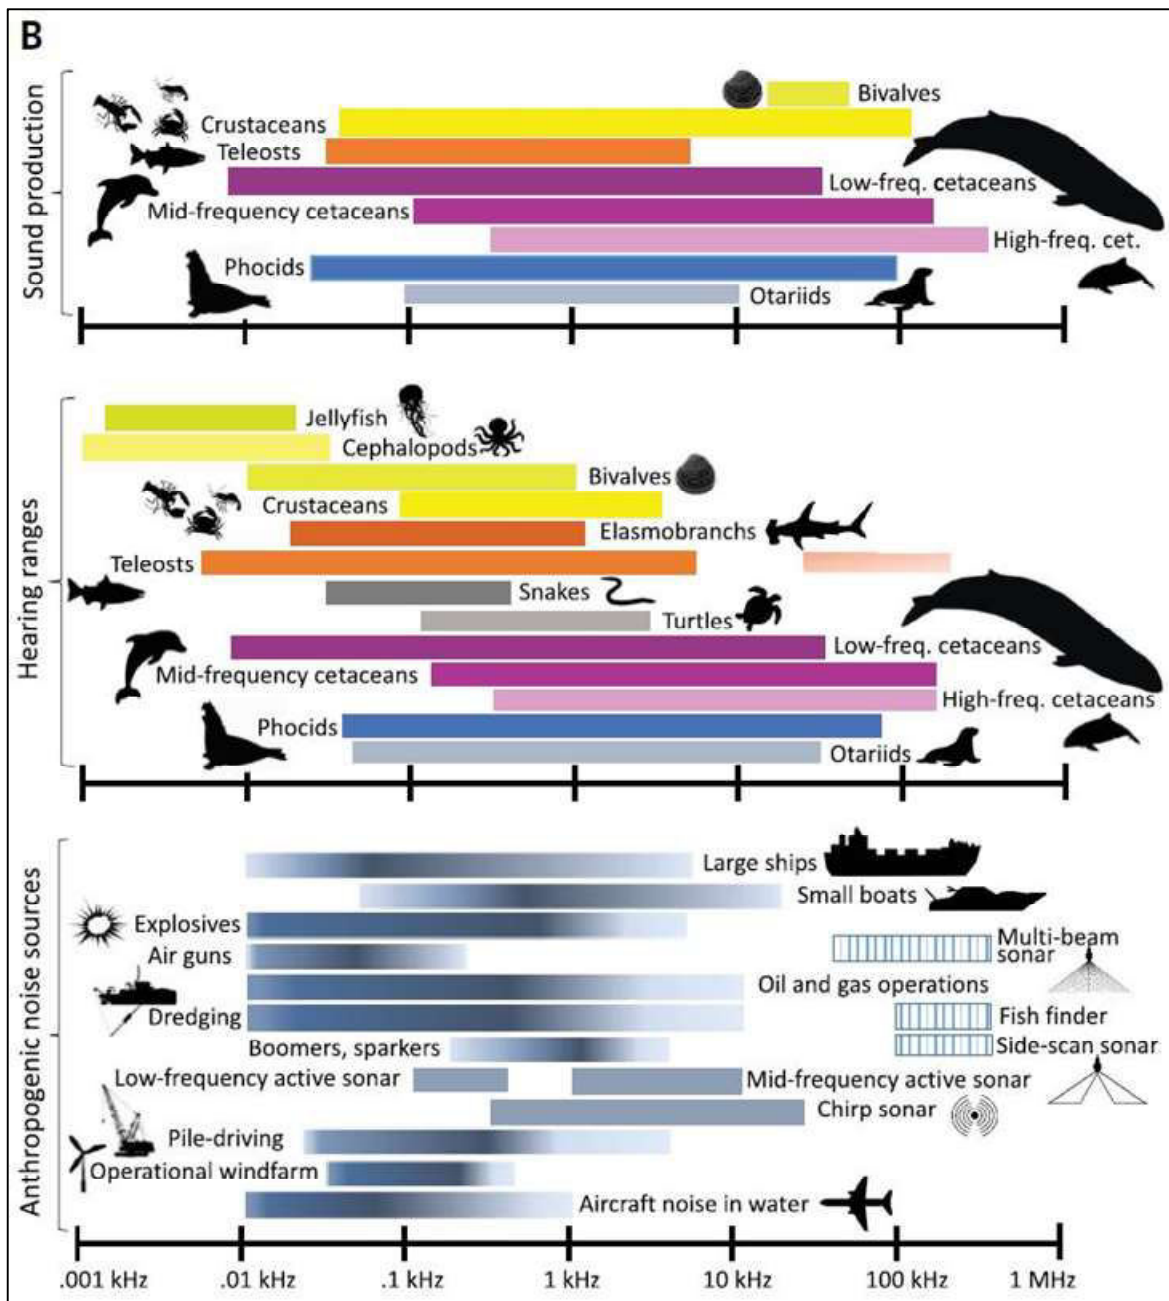 B
Sound production
Bivalves
Crustaceans
Teleosts
Low-freq. cetaceans
Mid-frequency cetaceans
High-freq. cet.
Phocids
Otariids
Hearing ranges
Jellyfish
Cephalopods
Bivalves
Crustaceans
Elasmobranchs
Teleosts
Snakes
Turtles
Low-freq. cetaceans
Mid-frequency cetaceans
High-freq. cetaceans
Phocids
Otariids
Anthropogenic noise sources
Large ships
Small boats
Explosives
Multi-beam
sonar
Air guns
Oil and gas operations
Dredging
Fish finder
Side-scan sonar
Boomers, sparkers
Low-frequency active sonar
Mid-frequency active sonar
Chirp sonar
Pile-driving
Operational windfarm
Aircraft noise in water
.001 kHz .01 kHz .1 kHz 1 kHz 10 kHz 100 kHz 1 MHz